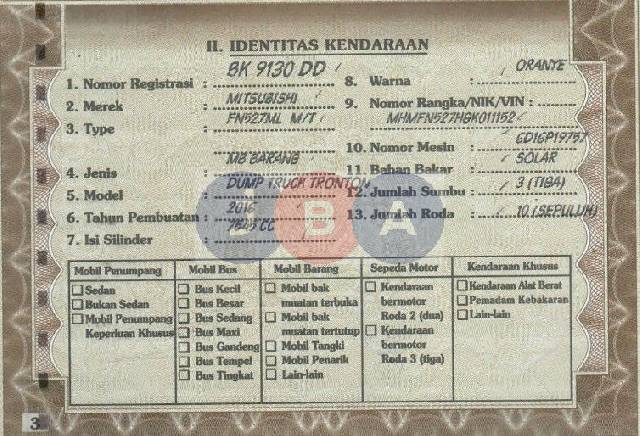 II. IDENTITAS KENDARAAN
1. Nomor Registrasi : BK 9130 DD
2. Merek : MITSUBISHI
3. Type : FN527ML M/T
4. Jenis : MB BARANG
5. Model : DUMP TRUCK TRONTON
6. Tahun Pembuatan : 2016
7. Isi Silinder : 7545 CC
8. Warna : ORANYE
9. Nomor Rangka/NIK/VIN :
MHMFN527HGK011152
10. Nomor Mesin : 6D16P1975J
11. Bahan Bakar : SOLAR
12. Jumlah Sumbu : 3 (TIGA)
13. Jumlah Roda : 10 (SEPULUH)
BA
Mobil Penumpang
Sedan
Bukan Sedan
Mobil Penumpang
Keperluan Khusus
Mobil Bus
Bus Kecil
Bus Besar
Bus Sedang
Bus Maxi
Bus Gandeng
Bus Tempel
Bus Tingkat
Mobil Barang
Mobil bak
muatan terbuka
Mobil bak
muatan tertutup
Mobil Tangki
Mobil Penarik
Lain-lain
Sepeda Motor
Kendaraan
bermotor
Roda 2 (dua)
Kendaraan
bermotor
Roda 3 (tiga)
Kendaraan Khusus
Kendaraan Alat Berat
Pemadam Kebakaran
Lain-lain
3